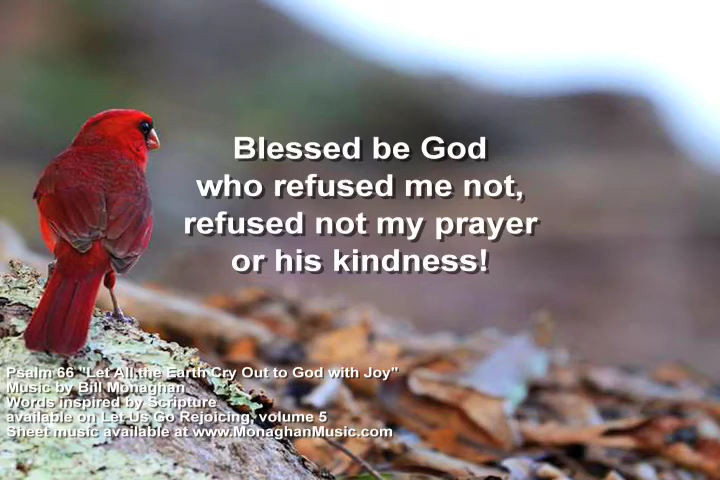 Blessed be God
who refused me not,
refused not my prayer
or his kindness!
Psalm 66 "Let All the Earth Cry Out to God with Joy"
Music by Bill Monaghan
Words inspired by Scripture
available on Let Us Go Rejoicing, volume 5
Sheet music available at www.MonaghanMusic.com